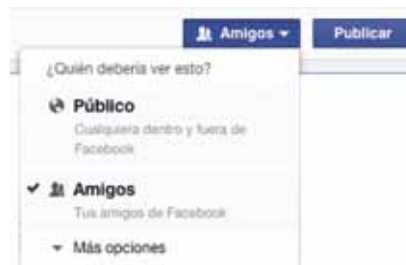 Amigos Publicar
¿Quién debería ver esto?
Público
Cualquiera dentro y fuera de
Facebook
Amigos
Tus amigos de Facebook
Más opciones